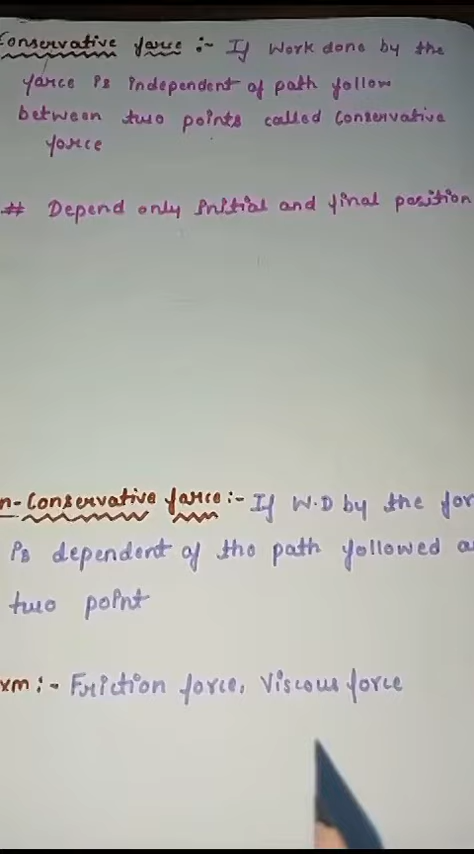 Conservative force :- If Work done by the
force is independent of path follow
between two points called Conservative
force
# Depend only initial and final position
n-Conservative force :- If W.D by the for
is dependent of the path followed a
two point
xm :- Friction force, Viscous force